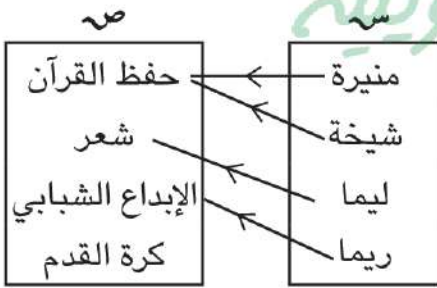 س ص
منيرة حفظ القرآن
شيخة شعر
ليما الإبداع الشبابي
ريما كرة القدم